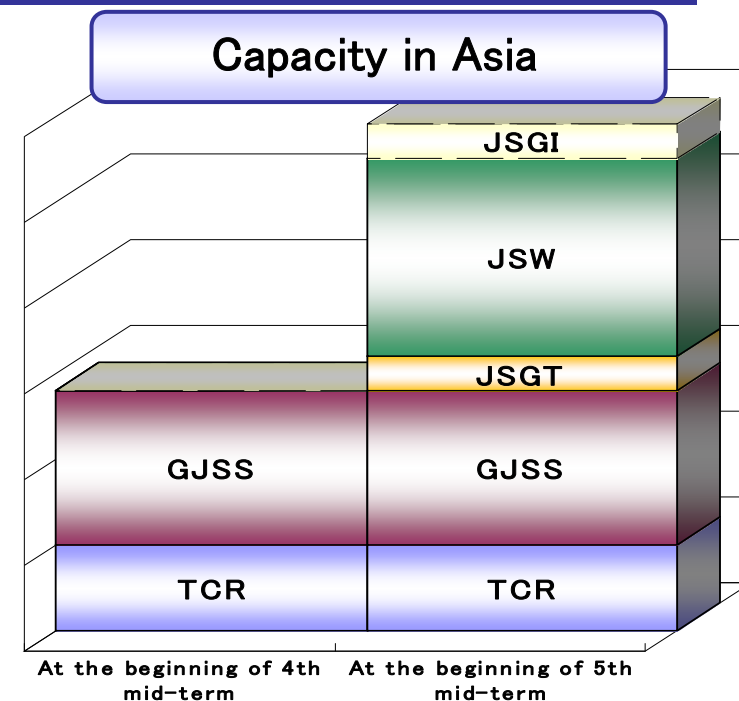 Capacity in Asia
JSGI
JSW
JSGT
GJSS GJSS
TCR TCR
At the beginning of 4th
mid-term
At the beginning of 5th
mid-term